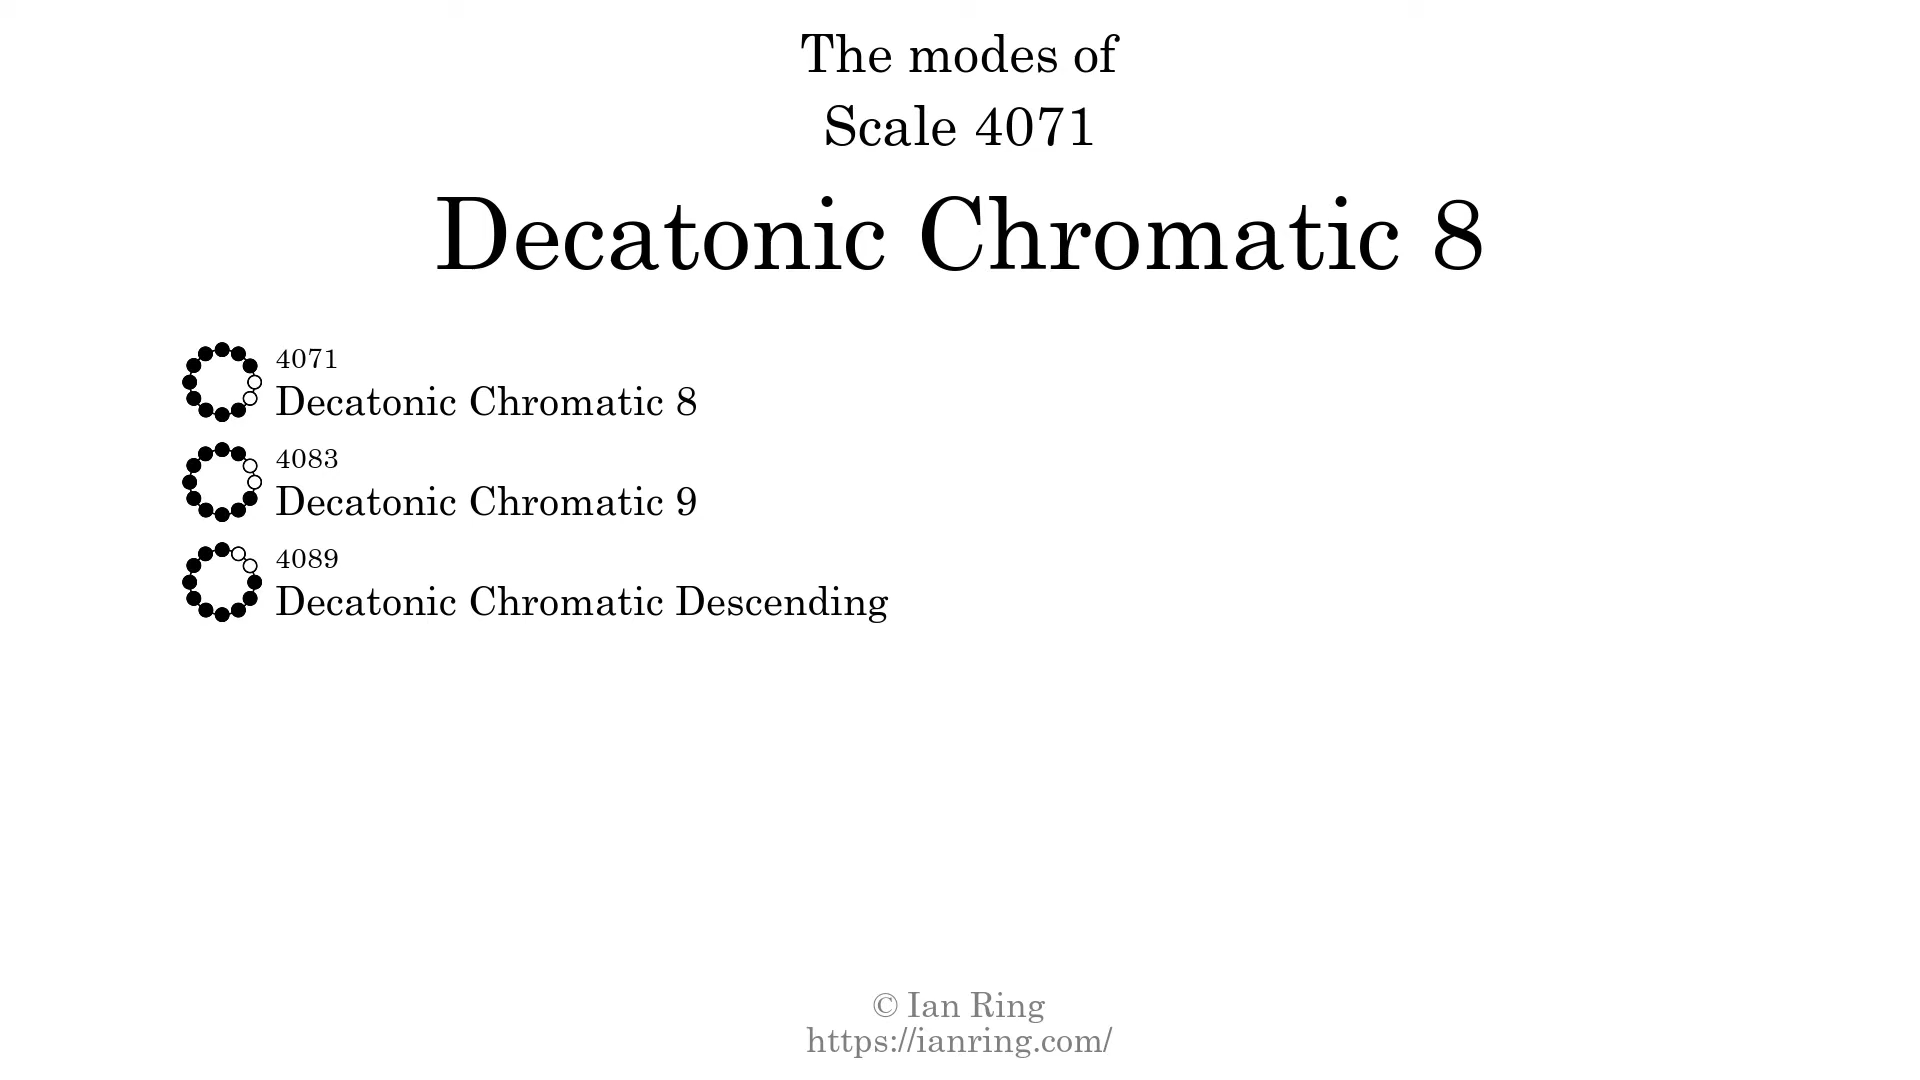 The modes of
Scale 4071
Decatonic Chromatic 8
4071
Decatonic Chromatic 8
4083
Decatonic Chromatic 9
4089
Decatonic Chromatic Descending
© Ian Ring
https://ianring.com/